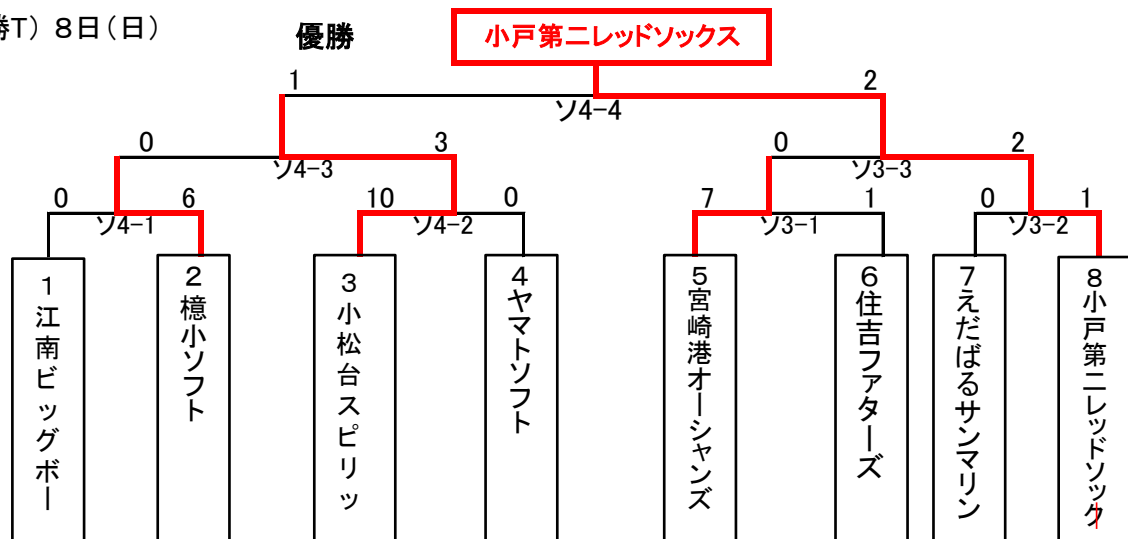 勝T) 8日(日)
優勝
小戸第二レッドソックス
1
2
ソ4-4
0
3
0
2
ソ4-3
ソ3-3
0
6
10
0
7
1
0
1
ソ4-1
ソ4-2
ソ3-1
ソ3-2
1江南ビッグボー
2檍小ソフト
3小松台スピリッ
4ヤマトソフト
5宮崎港オーシャンズ
6住吉ファターズ
7えだばるサンマリン
8小戸第二レッドソック